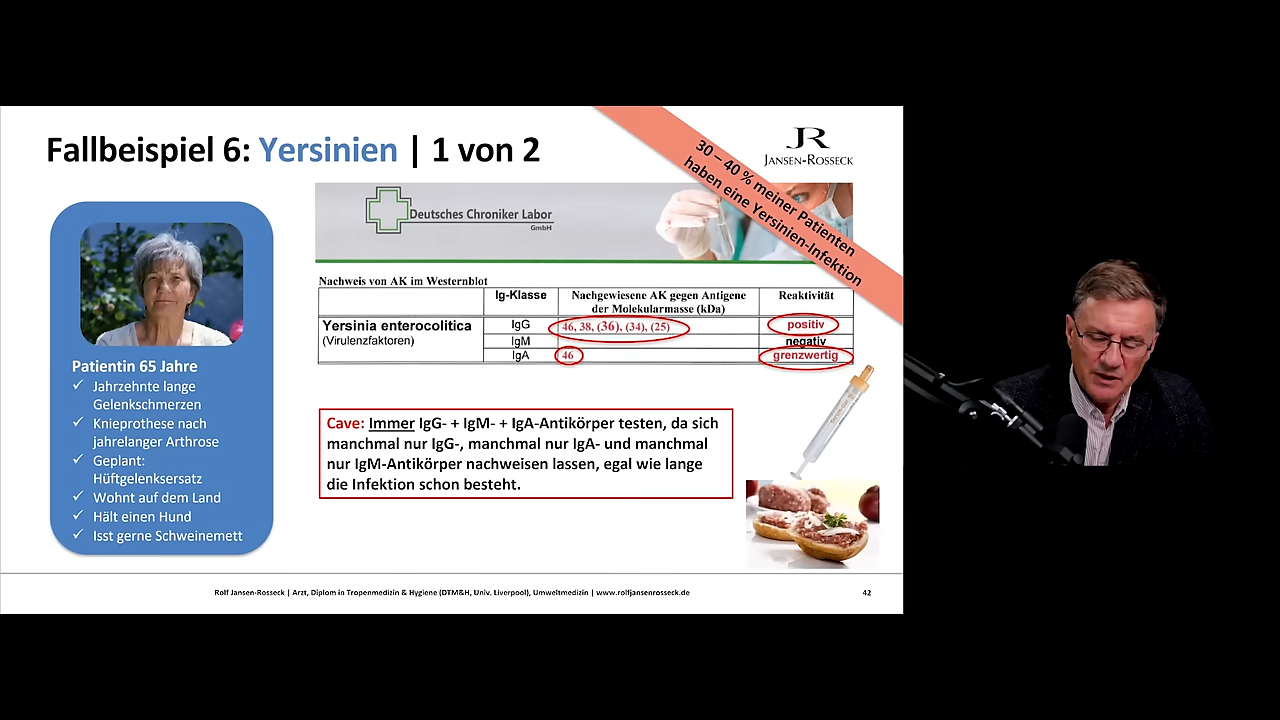 Fallbeispiel 6: Yersinien | 1 von 2
JR
JANSEN-ROSSECK
30 – 40 % meiner Patienten
haben eine Yersinien-Infektion
Deutsches Chroniker Labor
GmbH
Patientin 65 Jahre
✓ Jahrzehnte lange
Gelenkschmerzen
✓ Knieprothese nach
jahrelanger Arthrose
✓ Geplant:
Hüftgelenksersatz
✓ Wohnt auf dem Land
✓ Hält einen Hund
✓ Isst gerne Schweinemett
Nachweis von AK im Westernblot
Ig-Klasse Nachgewiesene AK gegen Antigene Reaktivität
der Molekularmasse (kDa)
Yersinia enterocolitica IgG 46, 38, (36), (34), (25) positiv
(Virulenzfaktoren) IgM negativ
IgA 46 grenzwertig
Cave: Immer IgG- + IgM- + IgA-Antikörper testen, da sich
manchmal nur IgG-, manchmal nur IgA- und manchmal
nur IgM-Antikörper nachweisen lassen, egal wie lange
die Infektion schon besteht.
Rolf Jansen-Rosseck | Arzt, Diplom in Tropenmedizin & Hygiene (DTM&H, Univ. Liverpool), Umweltmedizin | www.rolfjansenrosseck.de
42